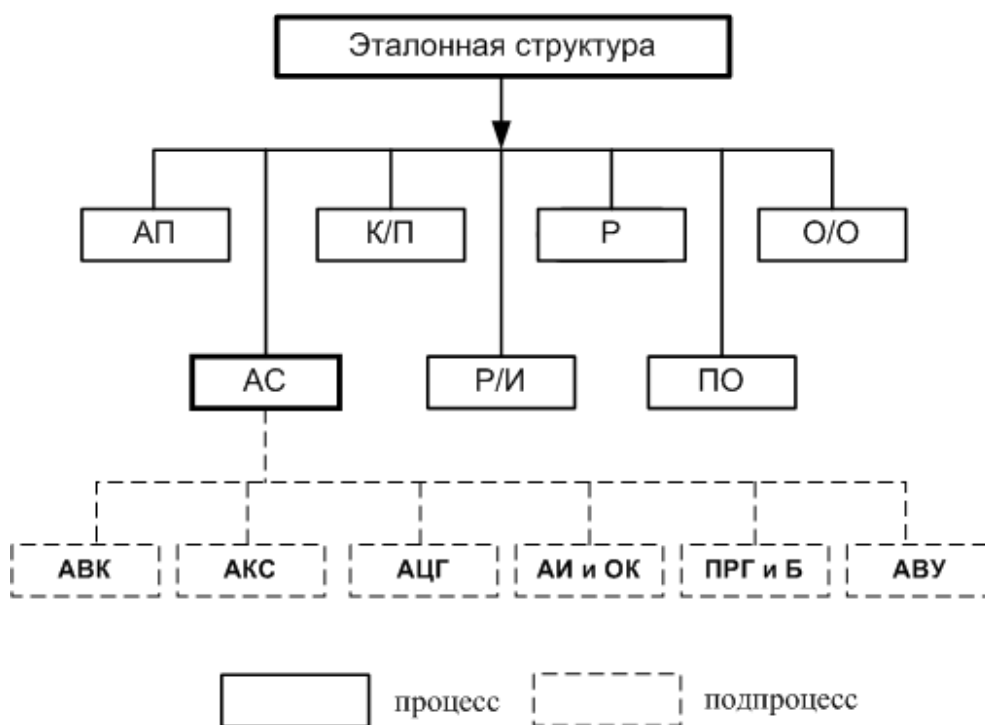 Эталонная структура
АП
К/П
Р
О/О
АС
Р/И
ПО
АВК
АКС
АЦГ
АИ и ОК
ПРГ и Б
АВУ
процесс
подпроцесс